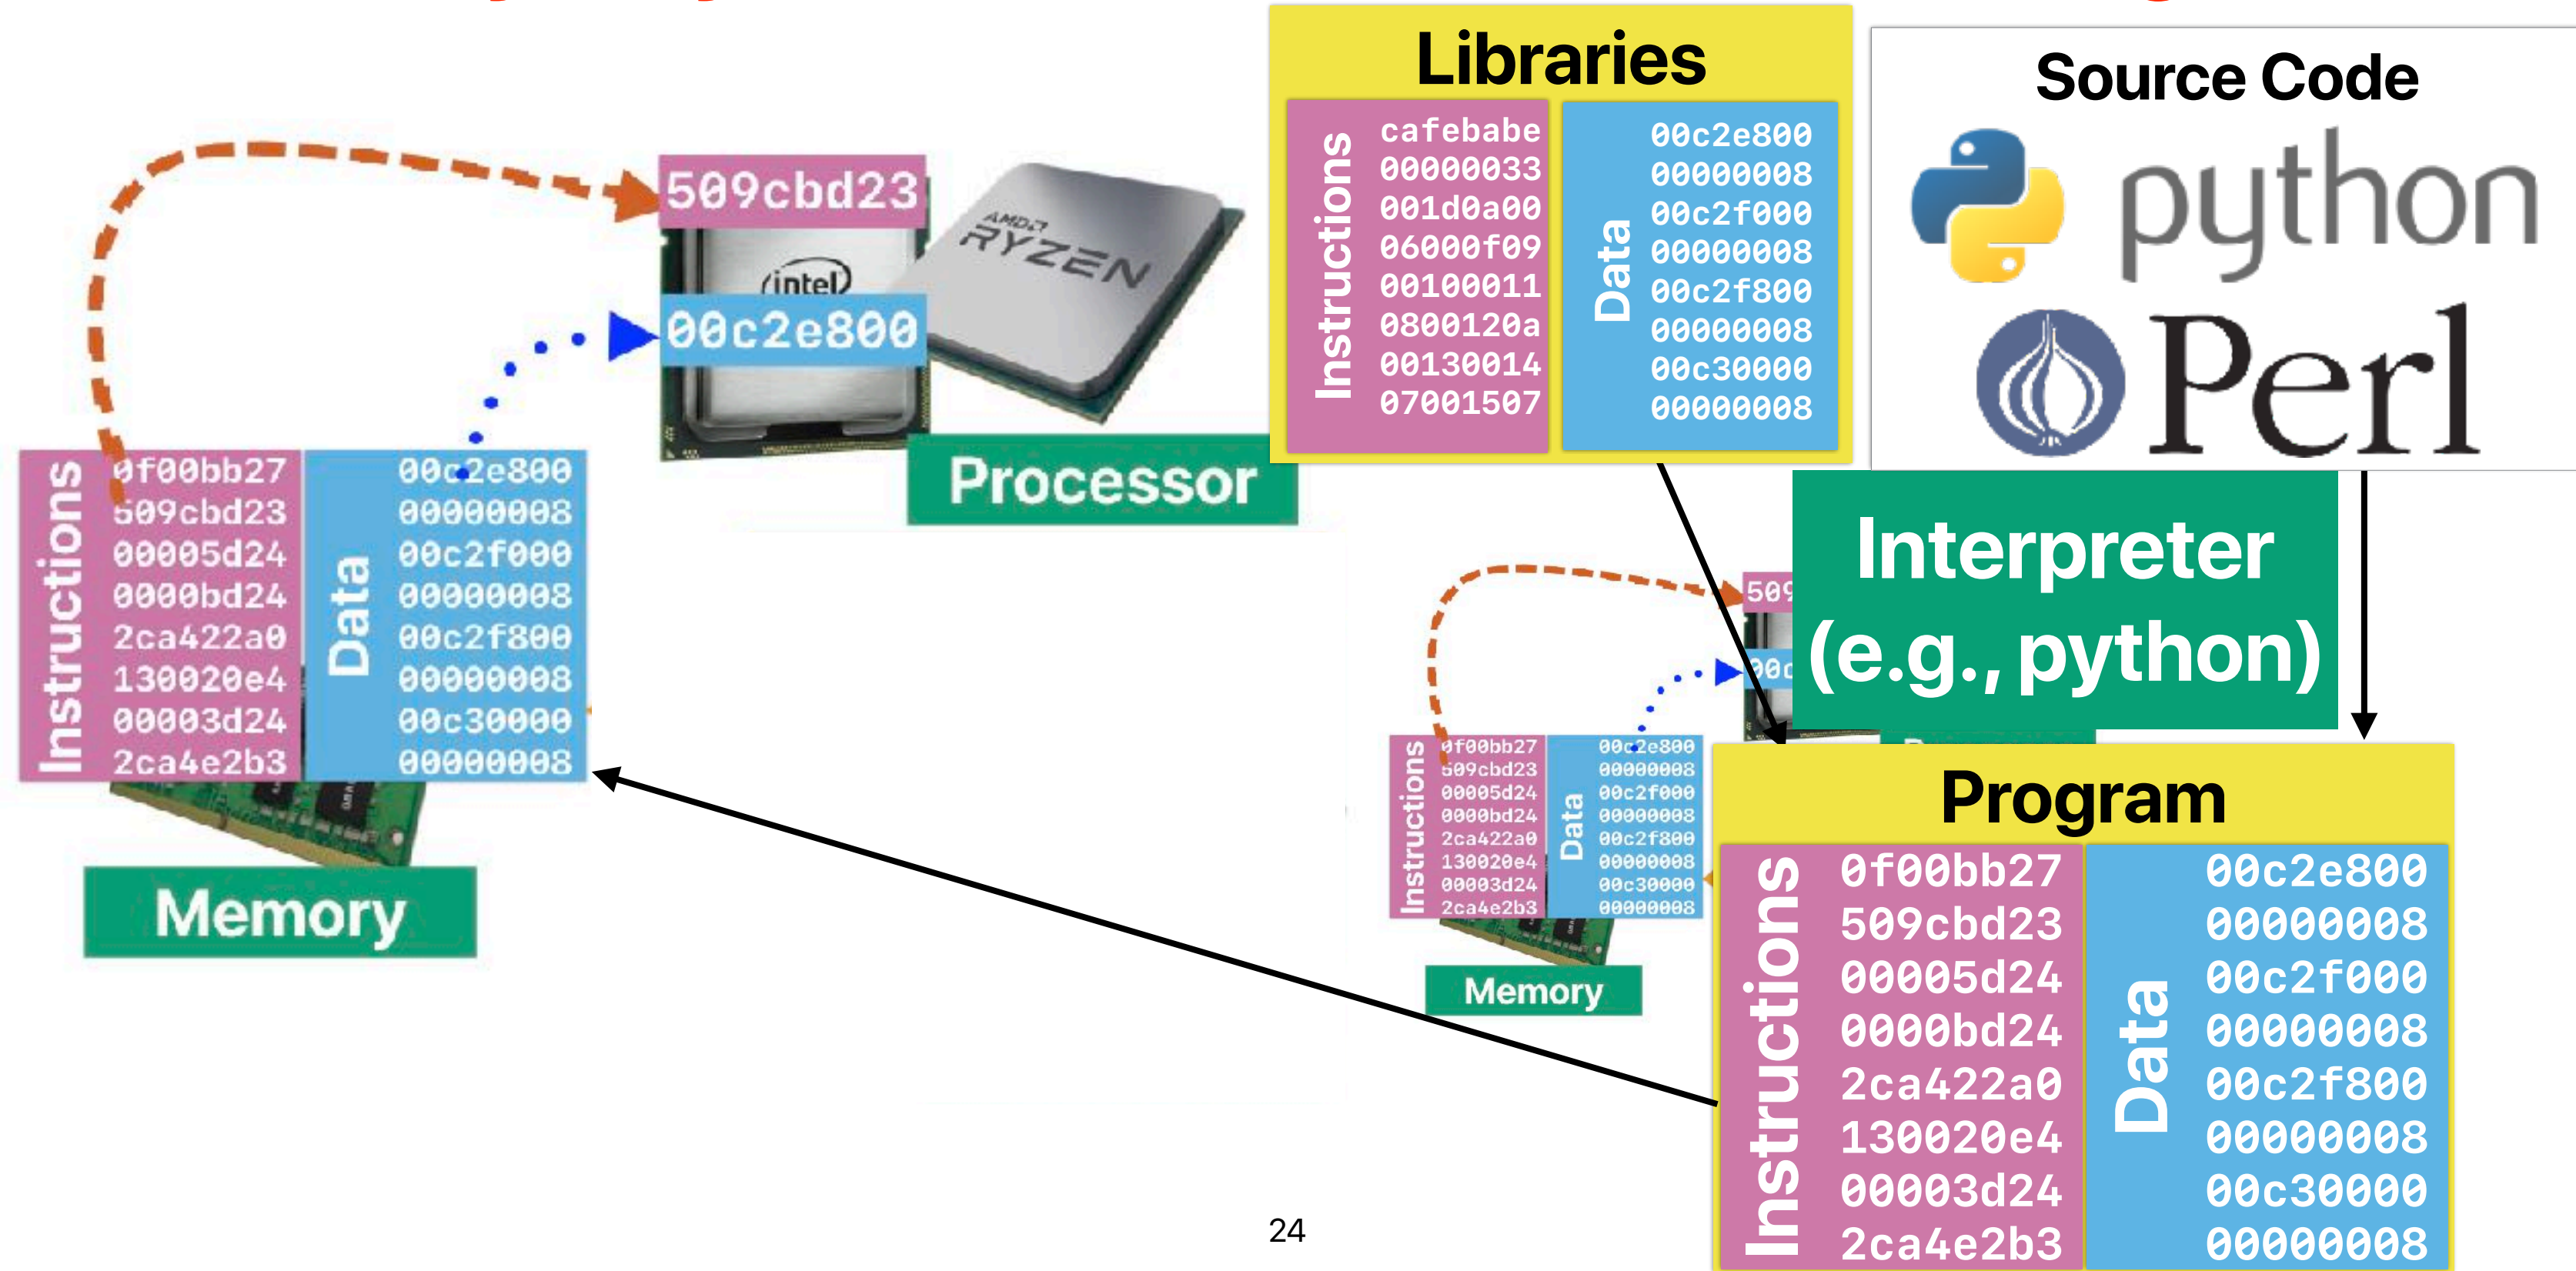 Libraries
Instructions
cafebabe
00000033
001d0a00
06000f09
00100011
0800120a
00130014
07001507
Data
00c2e800
00000008
00c2f000
00000008
00c2f800
00000008
00c30000
00000008
Source Code
python
Perl
509cbd23
intel
00c2e800
AMD
RYZEN
Processor
Instructions
0f00bb27
509cbd23
00005d24
0000bd24
2ca422a0
130020e4
00003d24
2ca4e2b3
Data
00c2e800
00000008
00c2f000
00000008
00c2f800
00000008
00c30000
00000008
Memory
Interpreter
(e.g., python)
509
00c
Instructions
0f00bb27
509cbd23
00005d24
0000bd24
2ca422a0
130020e4
00003d24
2ca4e2b3
Data
00c2e800
00000008
00c2f000
00000008
00c2f800
00000008
00c30000
00000008
Memory
Program
Instructions
0f00bb27
509cbd23
00005d24
0000bd24
2ca422a0
130020e4
00003d24
2ca4e2b3
Data
00c2e800
00000008
00c2f000
00000008
00c2f800
00000008
00c30000
00000008
24